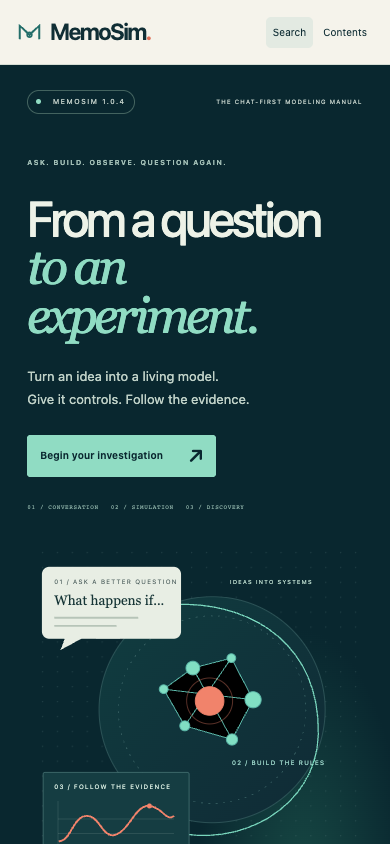 MemoSim.
Search
Contents
MEMOSIM 1.0.4
THE CHAT-FIRST MODELING MANUAL
ASK. BUILD. OBSERVE. QUESTION AGAIN.
From a question
to an
experiment.
Turn an idea into a living model.
Give it controls. Follow the evidence.
Begin your investigation
01 / CONVERSATION
02 / SIMULATION
03 / DISCOVERY
01 / ASK A BETTER QUESTION
What happens if...
IDEAS INTO SYSTEMS
02 / BUILD THE RULES
03 / FOLLOW THE EVIDENCE